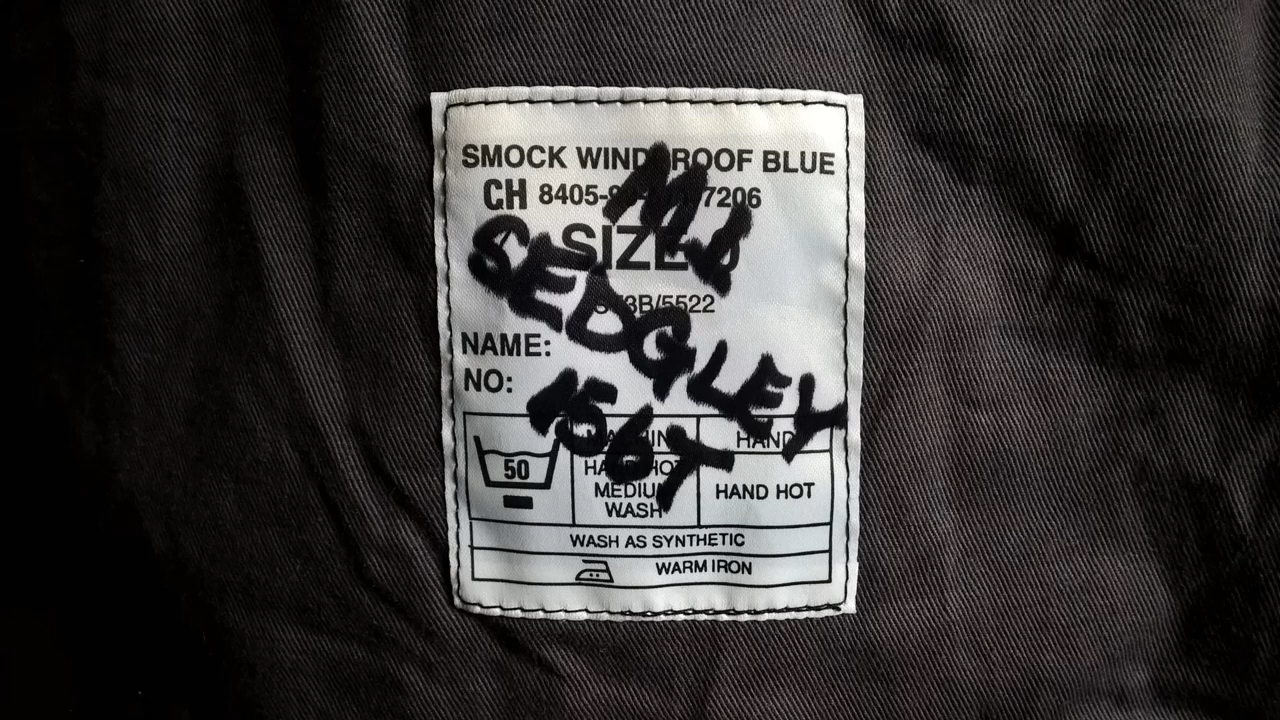 SMOCK WINDPROOF BLUE
CH 8405-9 7206
SIZE
3B/5522
SEDGLEY
NAME:
NO:
1567
50
MACHINE HAND
HAND HOT
MEDIUM
WASH
HAND HOT
WASH AS SYNTHETIC
WARM IRON